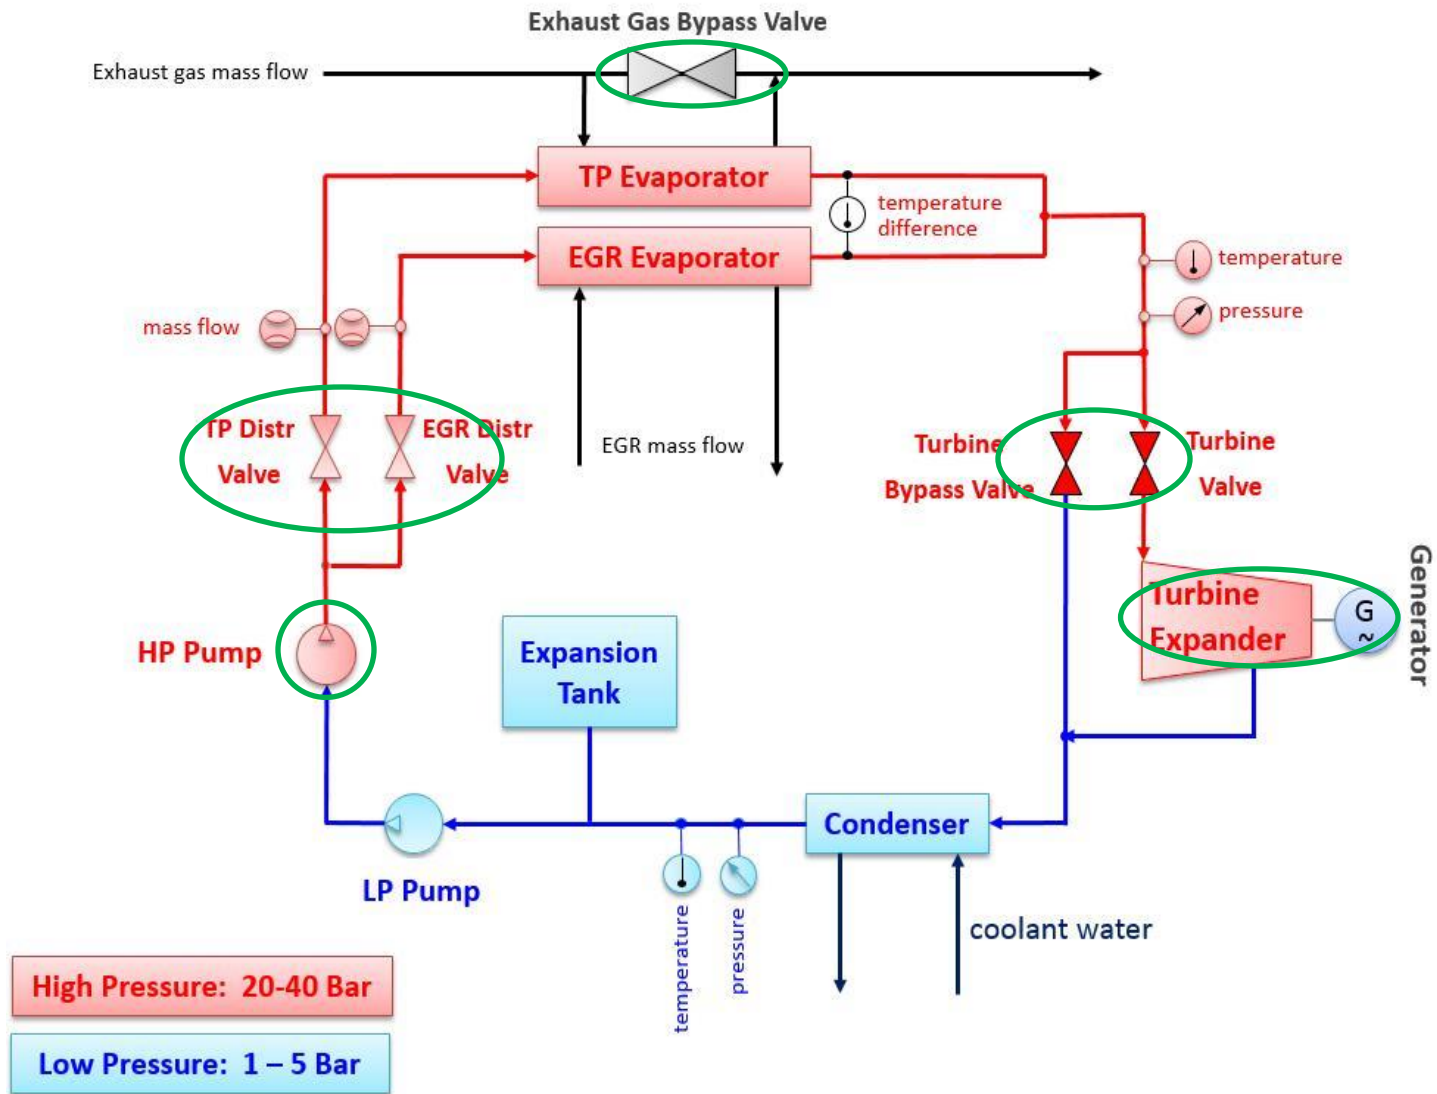 Exhaust Gas Bypass Valve
Exhaust gas mass flow
TP Evaporator
temperature
difference
EGR Evaporator
temperature
pressure
mass flow
TP Distr
Valve
EGR Distr
Valve
EGR mass flow
Turbine
Bypass Valve
Turbine
Valve
Generator
Turbine
Expander
G
~
HP Pump
Expansion
Tank
Condenser
LP Pump
temperature
pressure
coolant water
High Pressure: 20-40 Bar
Low Pressure: 1 – 5 Bar